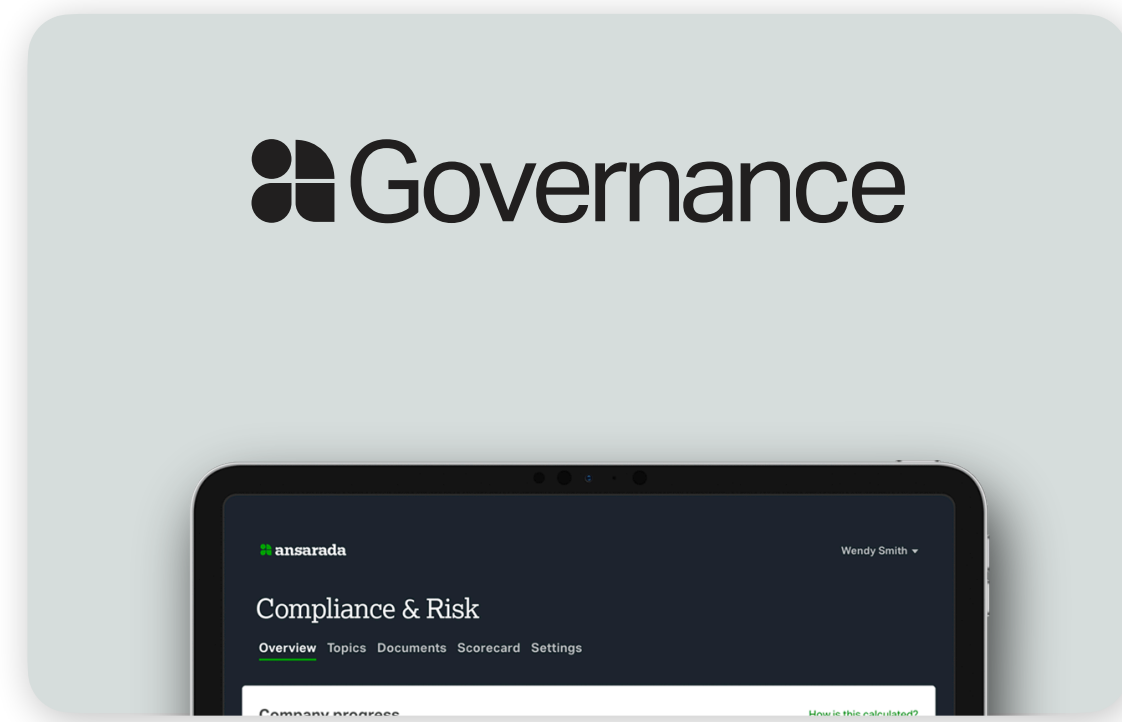 Governance
ansarada
Wendy Smith
Compliance & Risk
Overview Topics Documents Scorecard Settings
Company progress
How is this calculated?